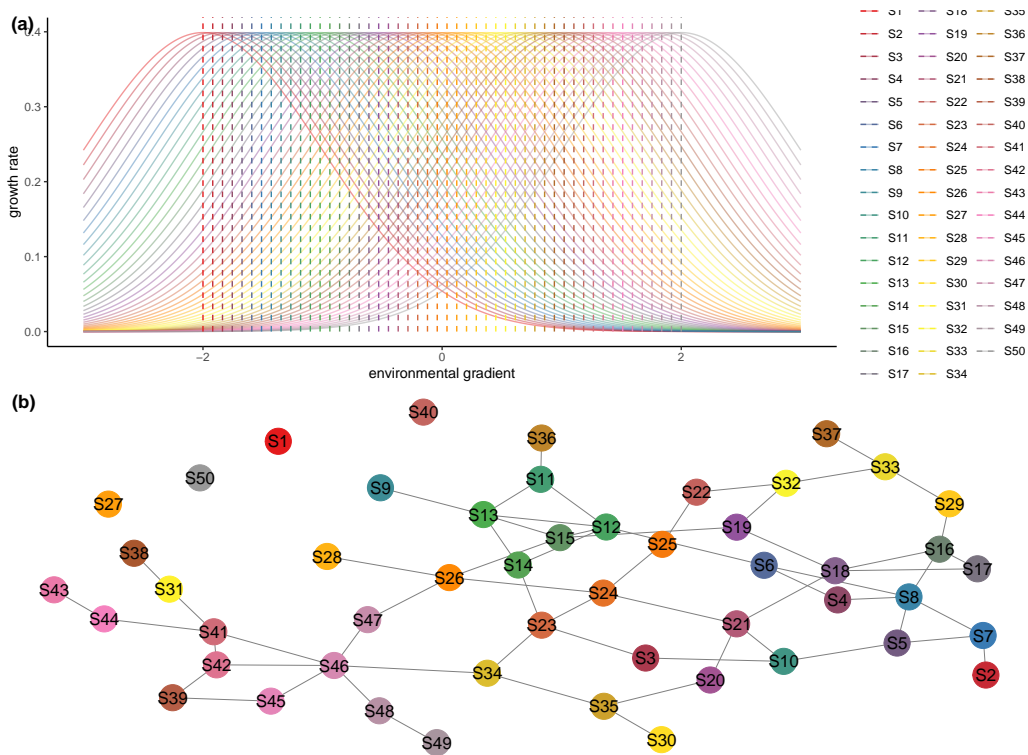 (a)
0.4
0.3
0.2
0.1
0.0
growth rate
−2
0
2
environmental gradient
S1
S2
S3
S4
S5
S6
S7
S8
S9
S10
S11
S12
S13
S14
S15
S16
S17
S18
S19
S20
S21
S22
S23
S24
S25
S26
S27
S28
S29
S30
S31
S32
S33
S34
S35
S36
S37
S38
S39
S40
S41
S42
S43
S44
S45
S46
S47
S48
S49
S50
(b)
S40
S1
S36
S37
S50
S11
S33
S9
S32
S22
S27
S29
S13
S12
S19
S15
S25
S16
S38
S28
S14
S6
S18
S17
S26
S43
S31
S24
S4
S8
S44
S47
S23
S21
S41
S7
S5
S42
S46
S3
S10
S34
S20
S2
S39
S45
S48
S35
S49
S30